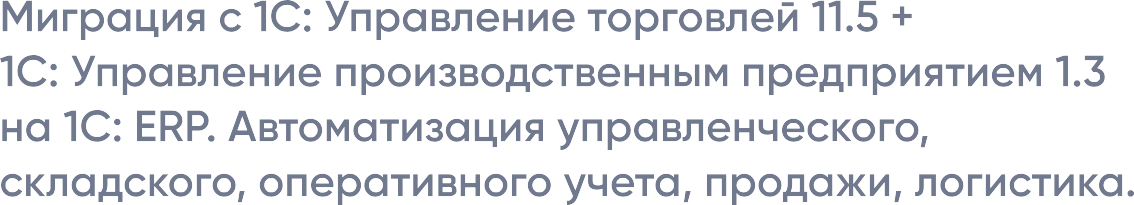 Миграция с 1С: Управление торговлей 11.5 +
1С: Управление производственным предприятием 1.3
на 1С: ERP. Автоматизация управленческого,
складского, оперативного учета, продажи, логистика.